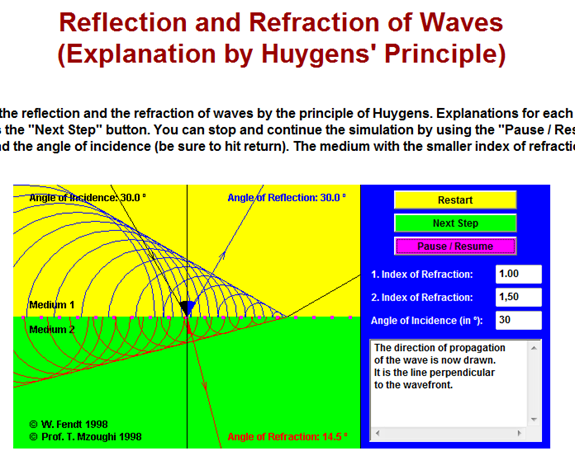 Reflection and Refraction of Waves
(Explanation by Huygens' Principle)
the reflection and the refraction of waves by the principle of Huygens. Explanations for each
the "Next Step" button. You can stop and continue the simulation by using the "Pause / Res
d the angle of incidence (be sure to hit return). The medium with the smaller index of refractio
Angle of Incidence: 30.0 °
Angle of Reflection: 30.0 °
Medium 1
Medium 2
© W. Fendt 1998
© Prof. T. Mzoughi 1998
Angle of Refraction: 14.5 °
Restart
Next Step
Pause / Resume
1. Index of Refraction: 1.00
2. Index of Refraction: 1,50
Angle of Incidence (in °): 30
The direction of propagation
of the wave is now drawn.
It is the line perpendicular
to the wavefront.